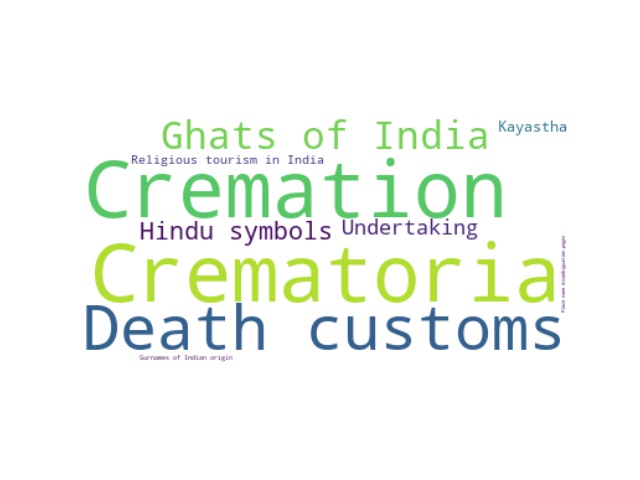 Ghats of India
Kayastha
Religious tourism in India
Cremation
Hindu symbols
Undertaking
Crematoria
Death customs
Surnames of Indian origin
Place name disambiguation pages